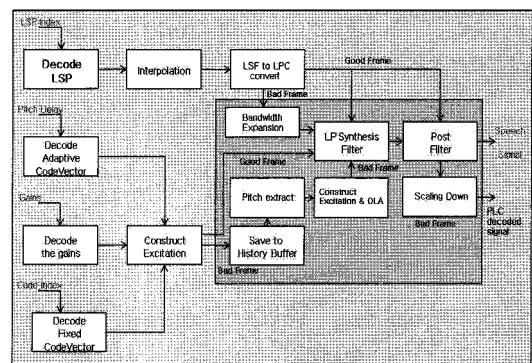 LSP Index
Decode
LSP
Interpolation
LSF to LPC
convert
Good Frame
Bad Frame
Pitch Delay
Bandwidth
Expansion
LP Synthesis
Filter
Post
Filter
Speech
Signal
Decode
Adaptive
CodeVector
Good Frame
Bad Frame
Gains
Pitch extract
Construct
Excitation & OLA
Scaling Down
Bad Frame
PLC
decoded
signal
Decode
the gains
Construct
Excitation
Save to
History Buffer
Bad Frame
Code Index
Decode
Fixed
CodeVector